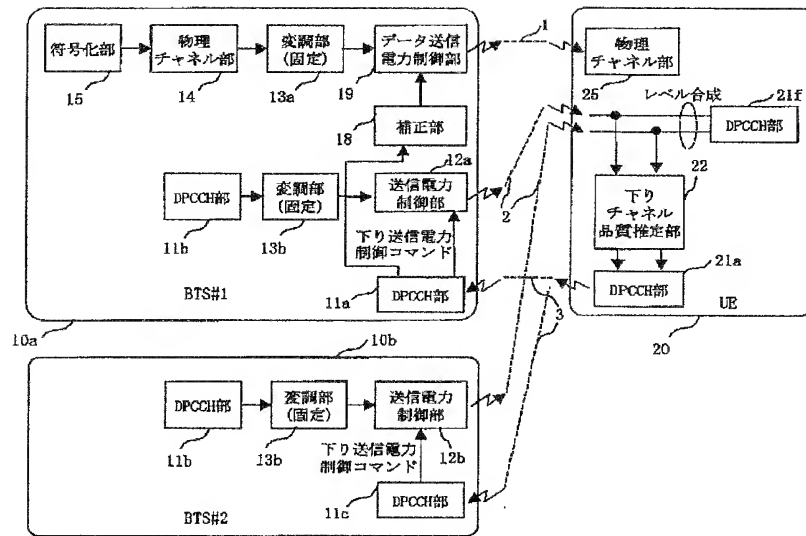 符号化部
15
物理
チャネル部
14
変調部
(固定)
13a
データ送信
電力制御部
19
1
物理
チャネル部
25
補正部
18
レベル合成
21f
DPCCH部
DPCCH部
11b
変調部
(固定)
13b
12a
送信電力
制御部
2
22
下り
チャネル
品質推定部
下り送信電力
制御コマンド
11a
DPCCH部
BTS#1
10a
21a
DPCCH部
UE
20
3
10b
DPCCH部
11b
変調部
(固定)
13b
送信電力
制御部
12b
下り送信電力
制御コマンド
11c
DPCCH部
BTS#2